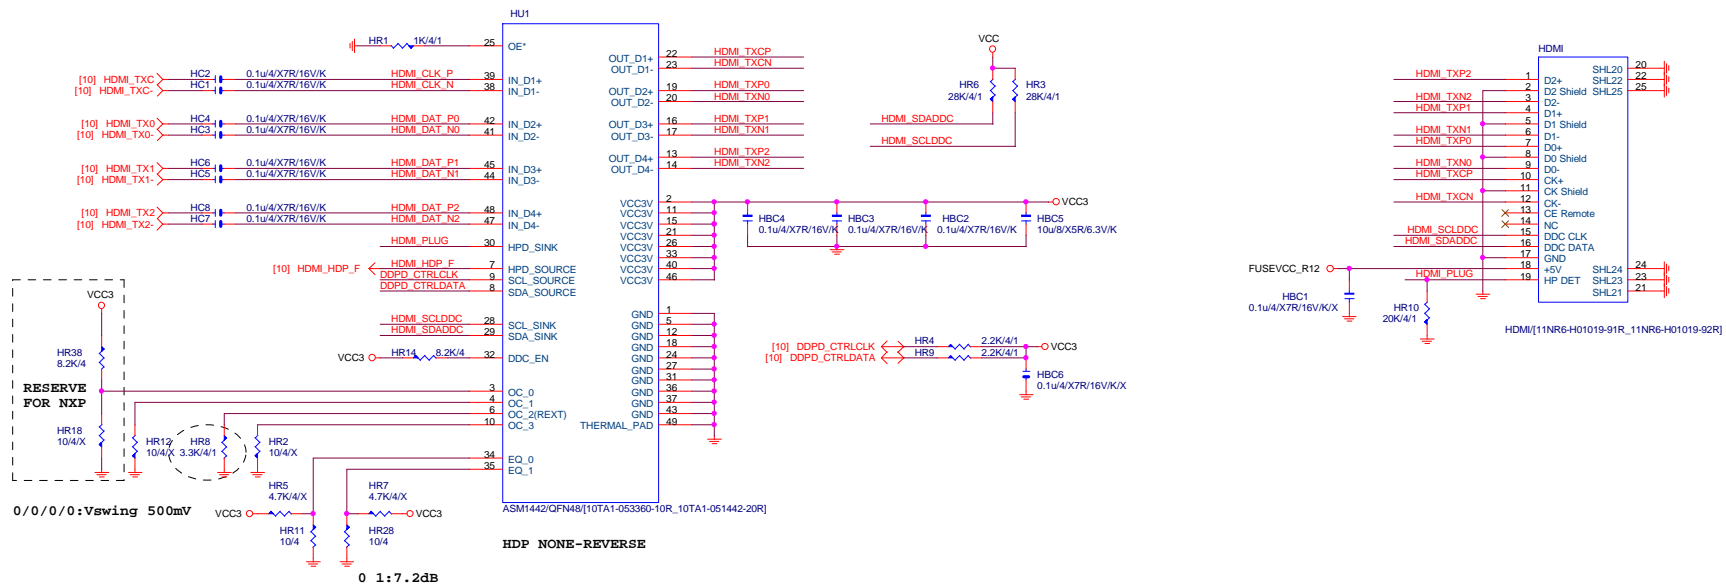 HU1
HR1 1K/4/1 25 OE*
[10] HDMI_TXC HC2 0.1u/4/X7R/16V/K HDMI_CLK_P 39 IN_D1+
[10] HDMI_TXC- HC1 0.1u/4/X7R/16V/K HDMI_CLK_N 38 IN_D1-
[10] HDMI_TX0 HC4 0.1u/4/X7R/16V/K HDMI_DAT_P0 42 IN_D2+
[10] HDMI_TX0- HC3 0.1u/4/X7R/16V/K HDMI_DAT_N0 41 IN_D2-
[10] HDMI_TX1 HC6 0.1u/4/X7R/16V/K HDMI_DAT_P1 45 IN_D3+
[10] HDMI_TX1- HC5 0.1u/4/X7R/16V/K HDMI_DAT_N1 44 IN_D3-
[10] HDMI_TX2 HC8 0.1u/4/X7R/16V/K HDMI_DAT_P2 48 IN_D4+
[10] HDMI_TX2- HC7 0.1u/4/X7R/16V/K HDMI_DAT_N2 47 IN_D4-
HDMI_PLUG 30 HPD_SINK
[10] HDMI_HDP_F HDMI_HDP_F 7 HPD_SOURCE
DDPD_CTRLCLK 9 SCL_SOURCE
DDPD_CTRLDATA 8 SDA_SOURCE
HDMI_SCLDDC 28 SCL_SINK
HDMI_SDADDC 29 SDA_SINK
VCC3 HR14 8.2K/4 32 DDC_EN
3 OC_0
4 OC_1
6 OC_2(REXT)
10 OC_3
34 EQ_0
35 EQ_1
VCC3
HR38
8.2K/4
RESERVE
FOR NXP
HR18
10/4/X
HR12
10/4/X
HR8
3.3K/4/1
HR2
10/4/X
0/0/0/0:Vswing 500mV
HR5
4.7K/4/X
VCC3
HR11
10/4
HR7
4.7K/4/X
VCC3
HR28
10/4
0 1:7.2dB
OUT_D1+ 22 HDMI_TXCP
OUT_D1- 23 HDMI_TXCN
OUT_D2+ 19 HDMI_TXP0
OUT_D2- 20 HDMI_TXN0
OUT_D3+ 16 HDMI_TXP1
OUT_D3- 17 HDMI_TXN1
OUT_D4+ 13 HDMI_TXP2
OUT_D4- 14 HDMI_TXN2
VCC3V 2
VCC3V 11
VCC3V 15
VCC3V 21
VCC3V 26
VCC3V 33
VCC3V 40
VCC3V 46
GND 1
GND 5
GND 12
GND 18
GND 24
GND 27
GND 31
GND 36
GND 37
GND 43
THERMAL_PAD 49
ASM1442/QFN48/[10TA1-053360-10R_10TA1-051442-20R]
HDP NONE-REVERSE
VCC
HR6
28K/4/1
HR3
28K/4/1
HDMI_SDADDC
HDMI_SCLDDC
VCC3
HBC4
0.1u/4/X7R/16V/K
HBC3
0.1u/4/X7R/16V/K
HBC2
0.1u/4/X7R/16V/K
HBC5
10u/8/X5R/6.3V/K
[10] DDPD_CTRLCLK HR4 2.2K/4/1 VCC3
[10] DDPD_CTRLDATA HR9 2.2K/4/1
HBC6
0.1u/4/X7R/16V/K/X
HDMI
HDMI_TXP2 1 D2+
2 D2 Shield
HDMI_TXN2 3 D2-
HDMI_TXP1 4 D1+
5 D1 Shield
HDMI_TXN1 6 D1-
HDMI_TXP0 7 D0+
8 D0 Shield
HDMI_TXN0 9 D0-
HDMI_TXCP 10 CK+
11 CK Shield
HDMI_TXCN 12 CK-
13 CE Remote
14 NC
HDMI_SCLDDC 15 DDC CLK
HDMI_SDADDC 16 DDC DATA
17 GND
FUSEVCC_R12 18 +5V
HDMI_PLUG 19 HP DET
SHL20 20
SHL22 22
SHL25 25
SHL24 24
SHL23 23
SHL21 21
HBC1
0.1u/4/X7R/16V/K/X
HR10
20K/4/1
HDMI/[11NR6-H01019-91R_11NR6-H01019-92R]